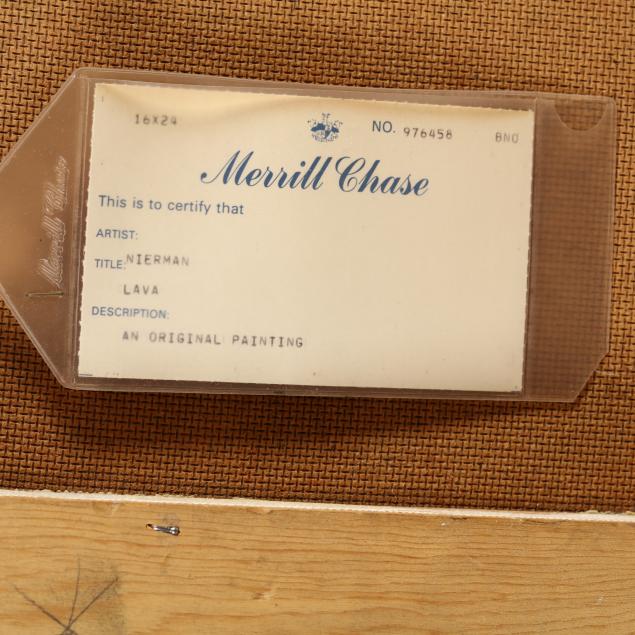 16X24 NO. 976458 BNO
Merrill Chase
This is to certify that
ARTIST:
TITLE: NIERMAN
LAVA
DESCRIPTION:
AN ORIGINAL PAINTING
Merrill Chase